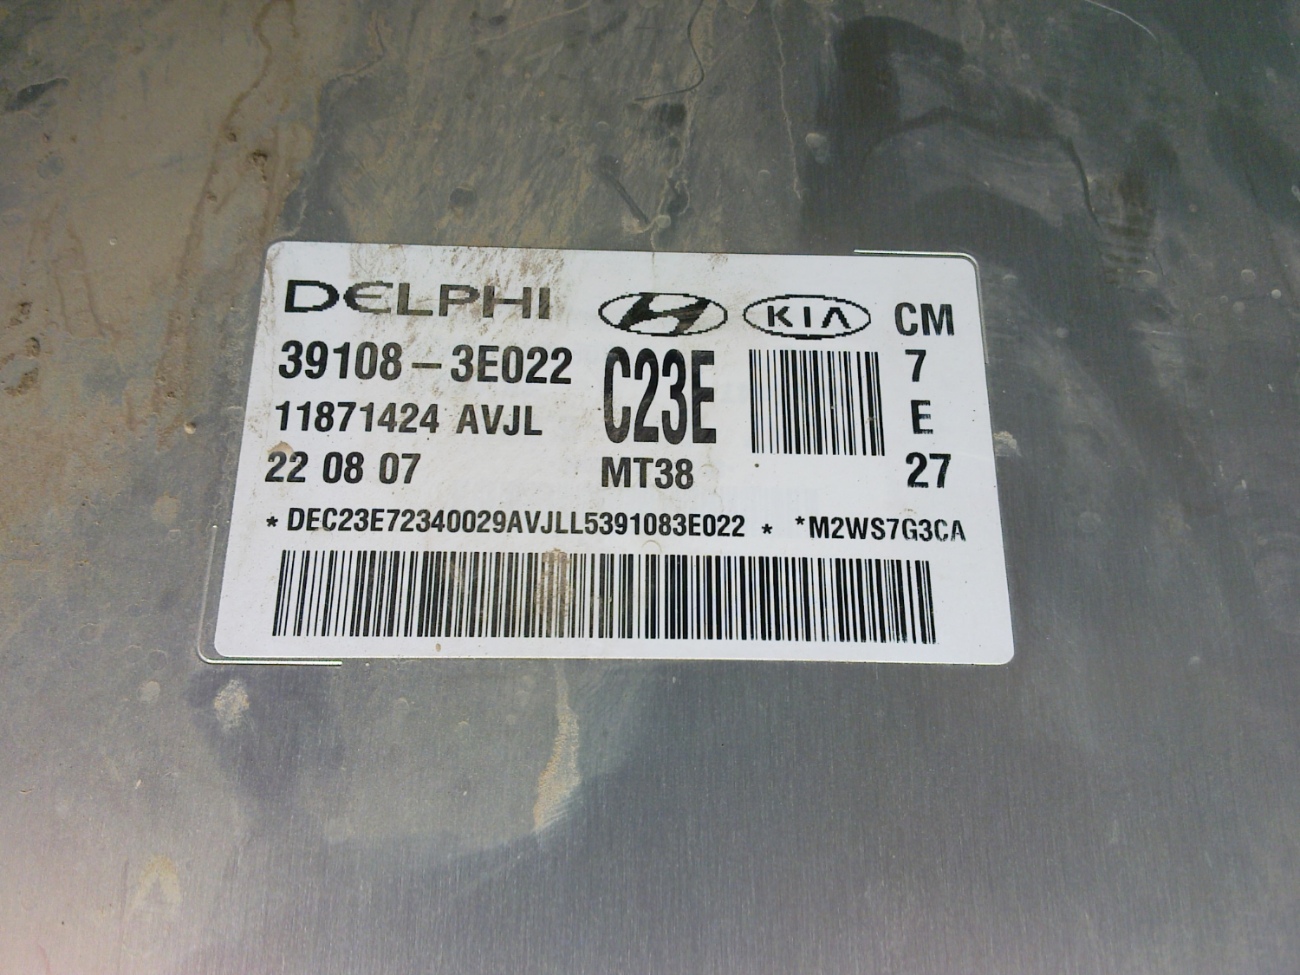 DELPHI KIA CM
39108-3E022 C23E 7
11871424 AVJL E
22 08 07 MT38 27
* DEC23E72340029AVJLL5391083E022 * *M2WS7G3CA